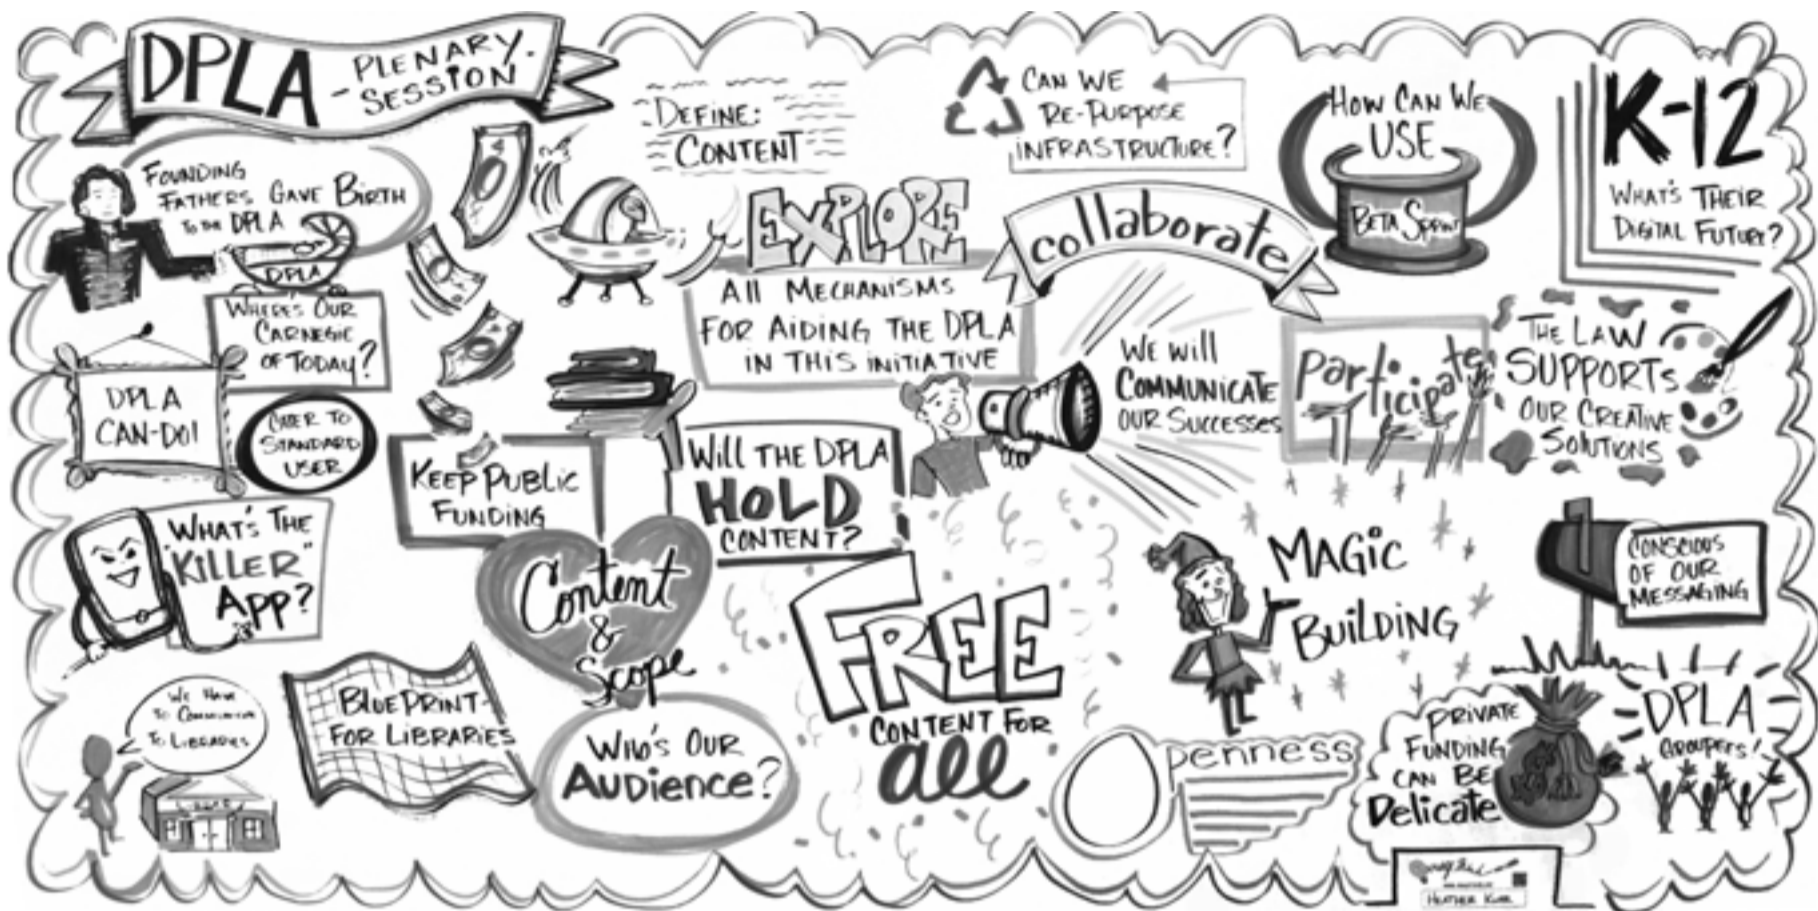 DPLA
- PLENARY.
SESSION
FOUNDING
FATHERS GAVE BIRTH
TO THE DPLA
DPLA
WHERE'S OUR
CARNEGIE
OF TODAY?
DPLA
CAN-DO!
CATER TO
STANDARD
USER
WHAT'S THE
"KILLER"
APP?
WE HAVE
TO COMMUNICATE
TO LIBRARIES
BLUEPRINT
FOR LIBRARIES
DEFINE:
CONTENT
EXPLORE
All MECHANISMS
FOR AIDING THE DPLA
IN THIS INITIATIVE
KEEP PUBLIC
FUNDING
Will THE DPLA
HOLD
CONTENT?
Content
&
Scope
WHO'S OUR
AUDIENCE?
FREE
CONTENT FOR
all
CAN WE
RE-PURPOSE
INFRASTRUCTURE?
collaborate
WE Will
COMMUNICATE
OUR SUCCESSES
HOW CAN WE
USE
BETA SPRINT
K-12
WHAT'S THEIR
DIGITAL FUTURE?
Participate
THE LAW
SUPPORTS
OUR CREATIVE
SOLUTIONS
MAGIC
BUILDING
CONSCIOUS
OF OUR
MESSAGING
Openness
PRIVATE
FUNDING
CAN BE
Delicate
DPLA
GROUPERS!